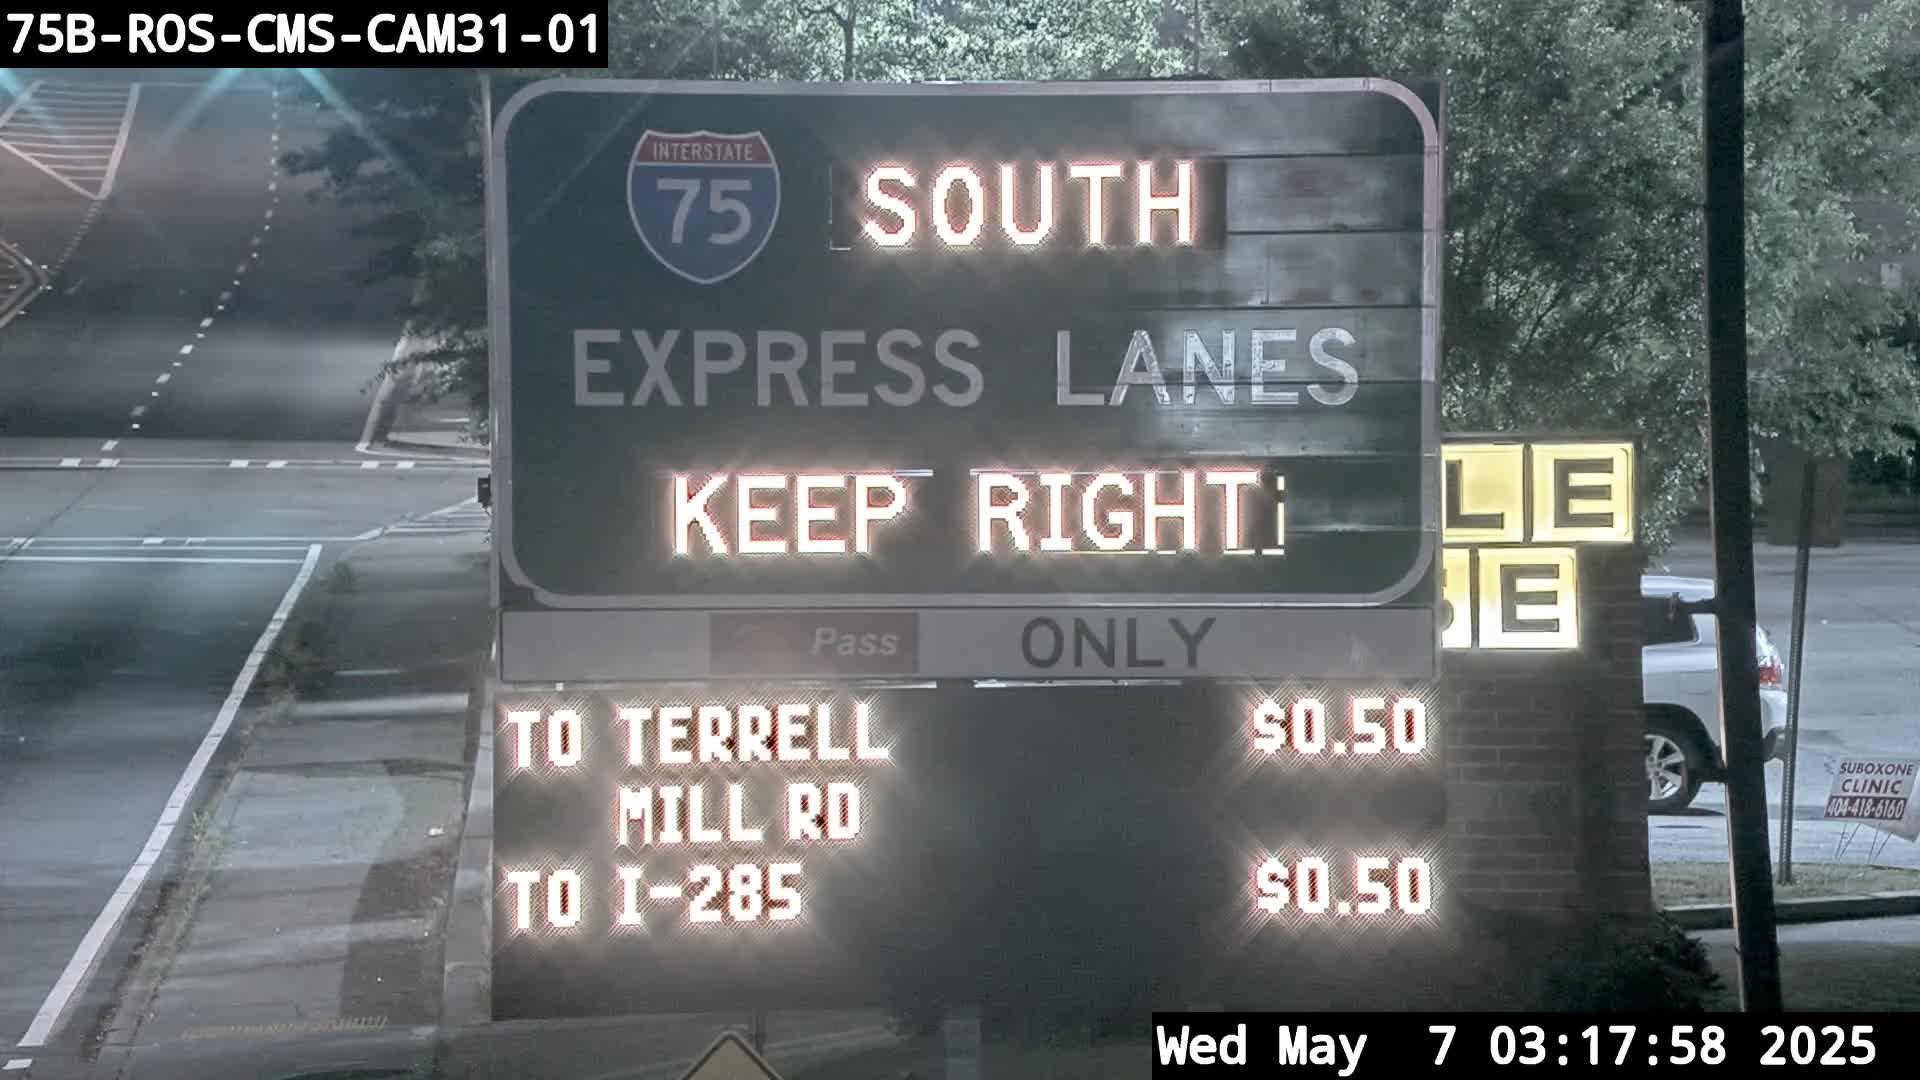 75B-ROS-CMS-CAM31-01
INTERSTATE
75
SOUTH
EXPRESS LANES
KEEP RIGHT
Pass ONLY
TO TERRELL $0.50
MILL RD
TO I-285 $0.50
LE
E
SUBOXONE
CLINIC
404-418-6160
Wed May 7 03:17:58 2025